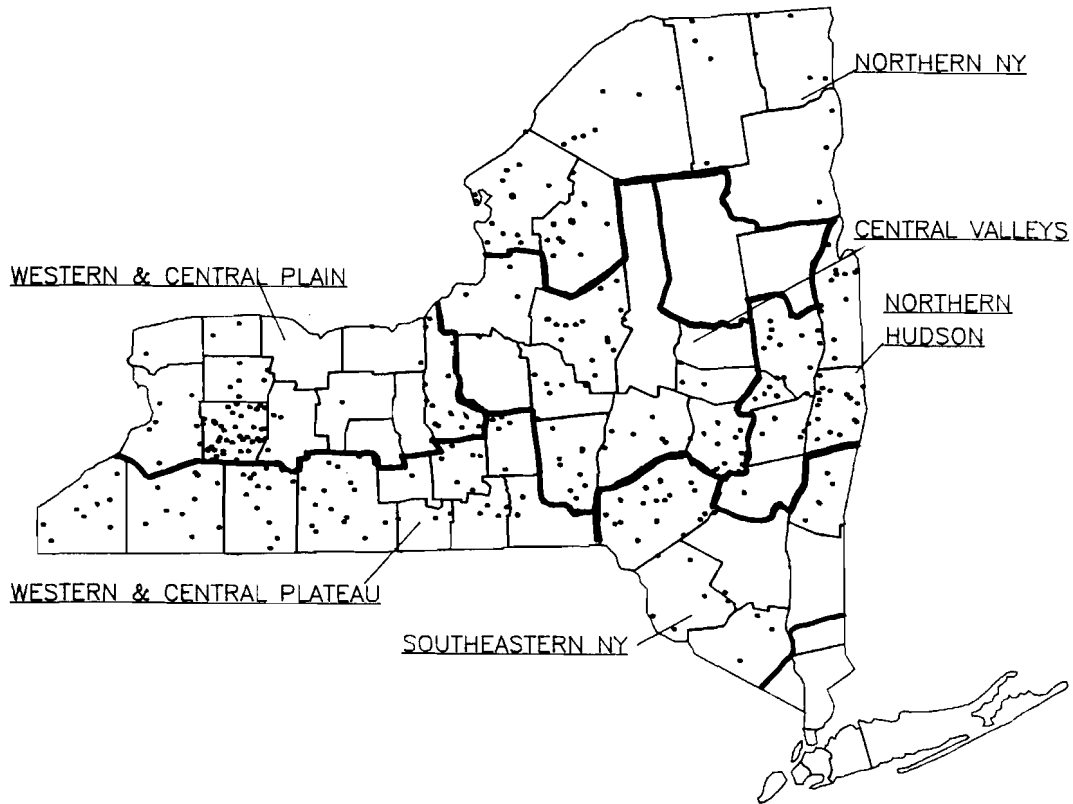 NORTHERN NY
CENTRAL VALLEYS
WESTERN & CENTRAL PLAIN
NORTHERN
HUDSON
WESTERN & CENTRAL PLATEAU
SOUTHEASTERN NY